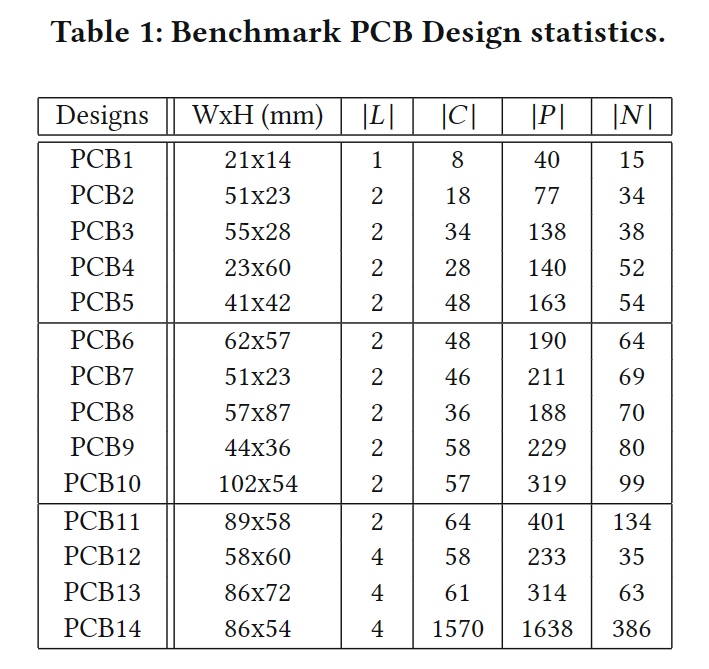 Table 1: Benchmark PCB Design statistics.
Designs WxH (mm) |L| |C| |P| |N|
PCB1 21x14 1 8 40 15
PCB2 51x23 2 18 77 34
PCB3 55x28 2 34 138 38
PCB4 23x60 2 28 140 52
PCB5 41x42 2 48 163 54
PCB6 62x57 2 48 190 64
PCB7 51x23 2 46 211 69
PCB8 57x87 2 36 188 70
PCB9 44x36 2 58 229 80
PCB10 102x54 2 57 319 99
PCB11 89x58 2 64 401 134
PCB12 58x60 4 58 233 35
PCB13 86x72 4 61 314 63
PCB14 86x54 4 1570 1638 386